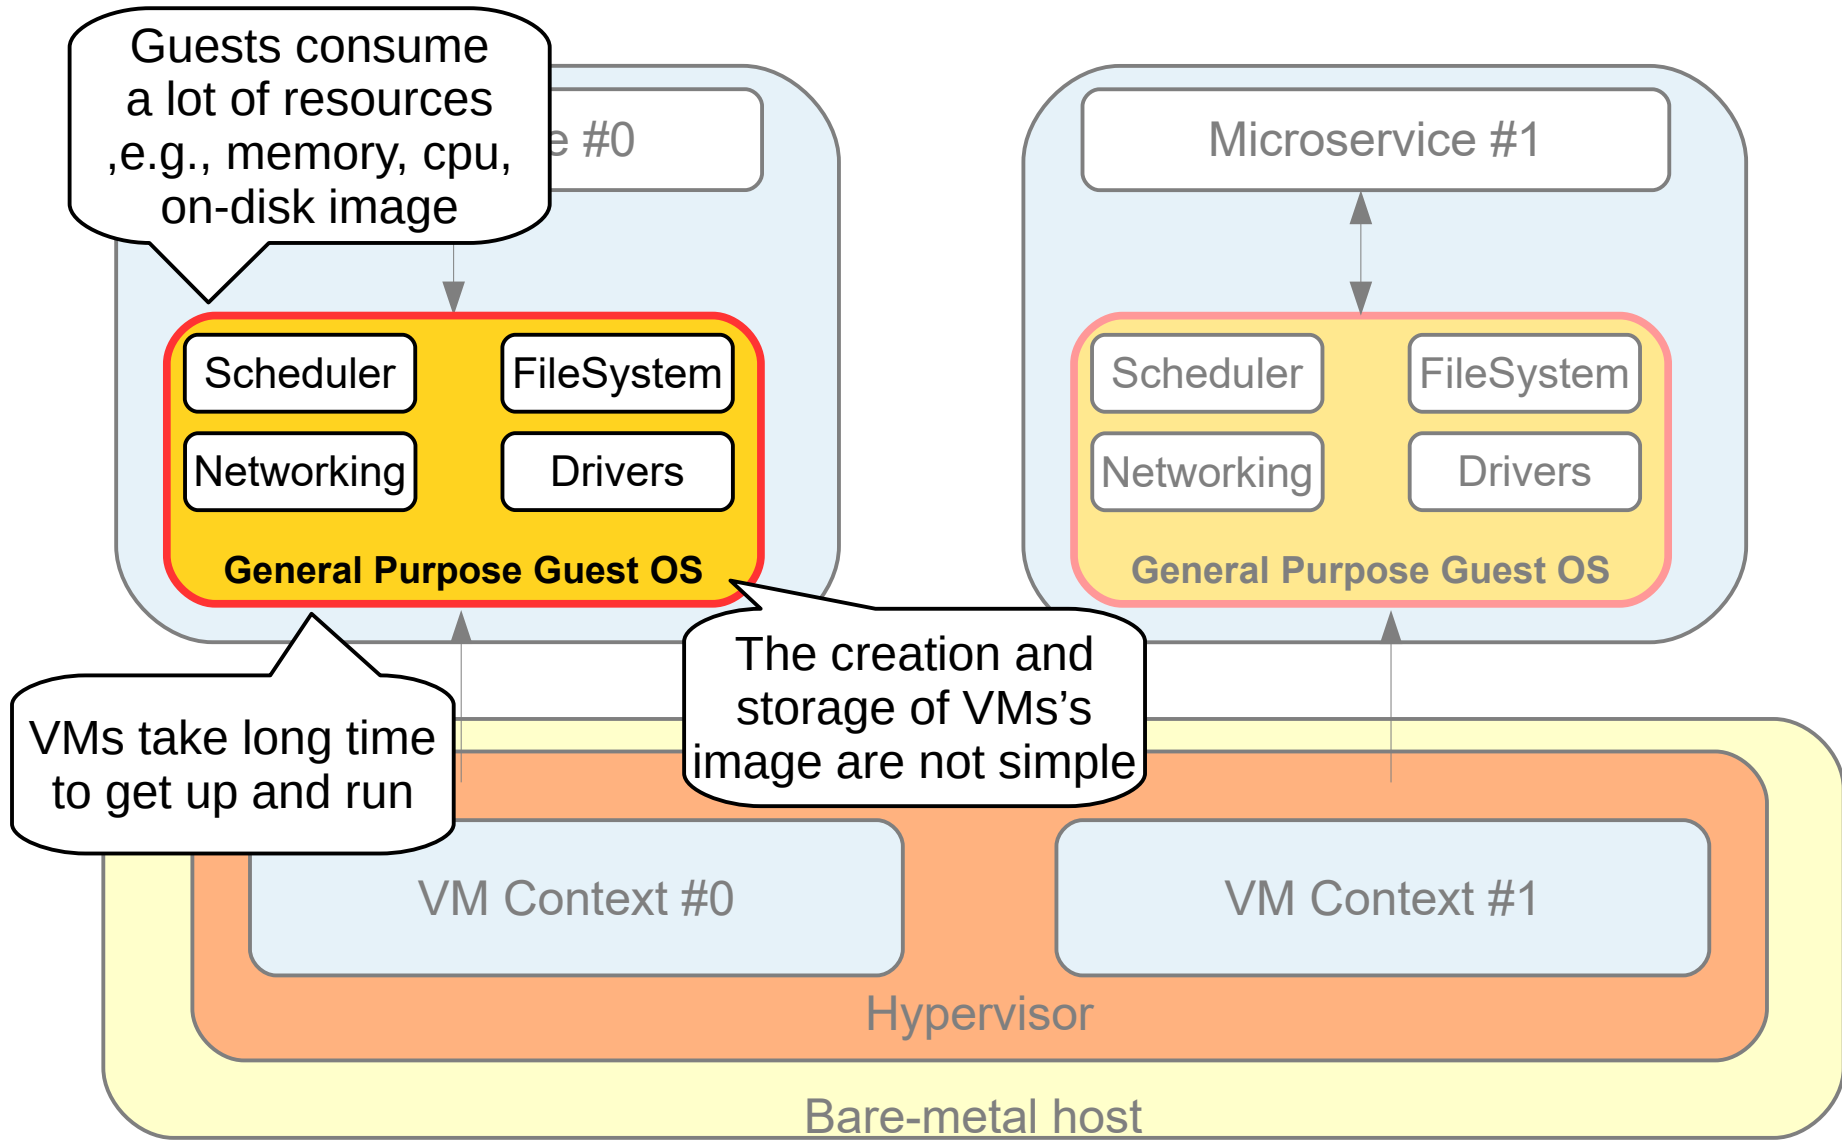 Guests consume
a lot of resources
,e.g., memory, cpu,
on-disk image
e #0
Microservice #1
Scheduler
FileSystem
Networking
Drivers
General Purpose Guest OS
Scheduler
FileSystem
Networking
Drivers
General Purpose Guest OS
VMs take long time
to get up and run
The creation and
storage of VMs’s
image are not simple
VM Context #0
VM Context #1
Hypervisor
Bare-metal host